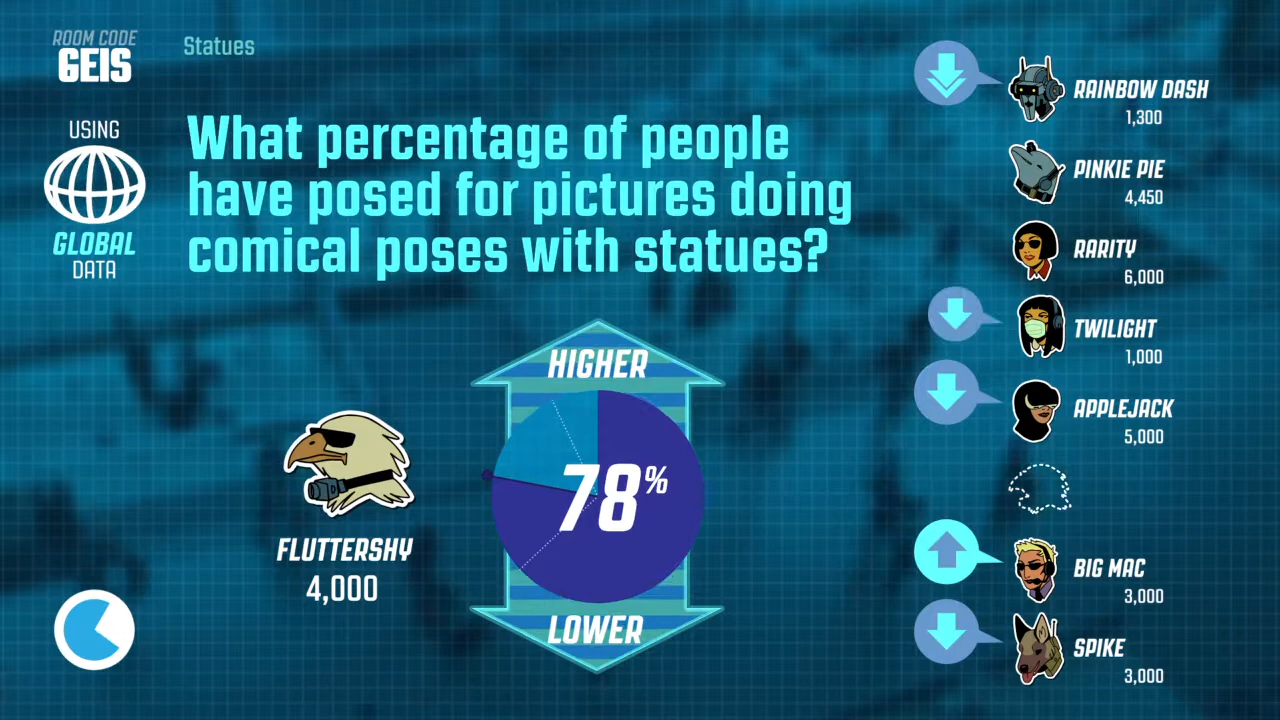 ROOM CODE
GEIS
Statues
USING
GLOBAL
DATA
What percentage of people
have posed for pictures doing
comical poses with statues?
HIGHER
78%
LOWER
FLUTTERSHY
4,000
RAINBOW DASH
1,300
PINKIE PIE
4,450
RARITY
6,000
TWILIGHT
1,000
APPLEJACK
5,000
BIG MAC
3,000
SPIKE
3,000